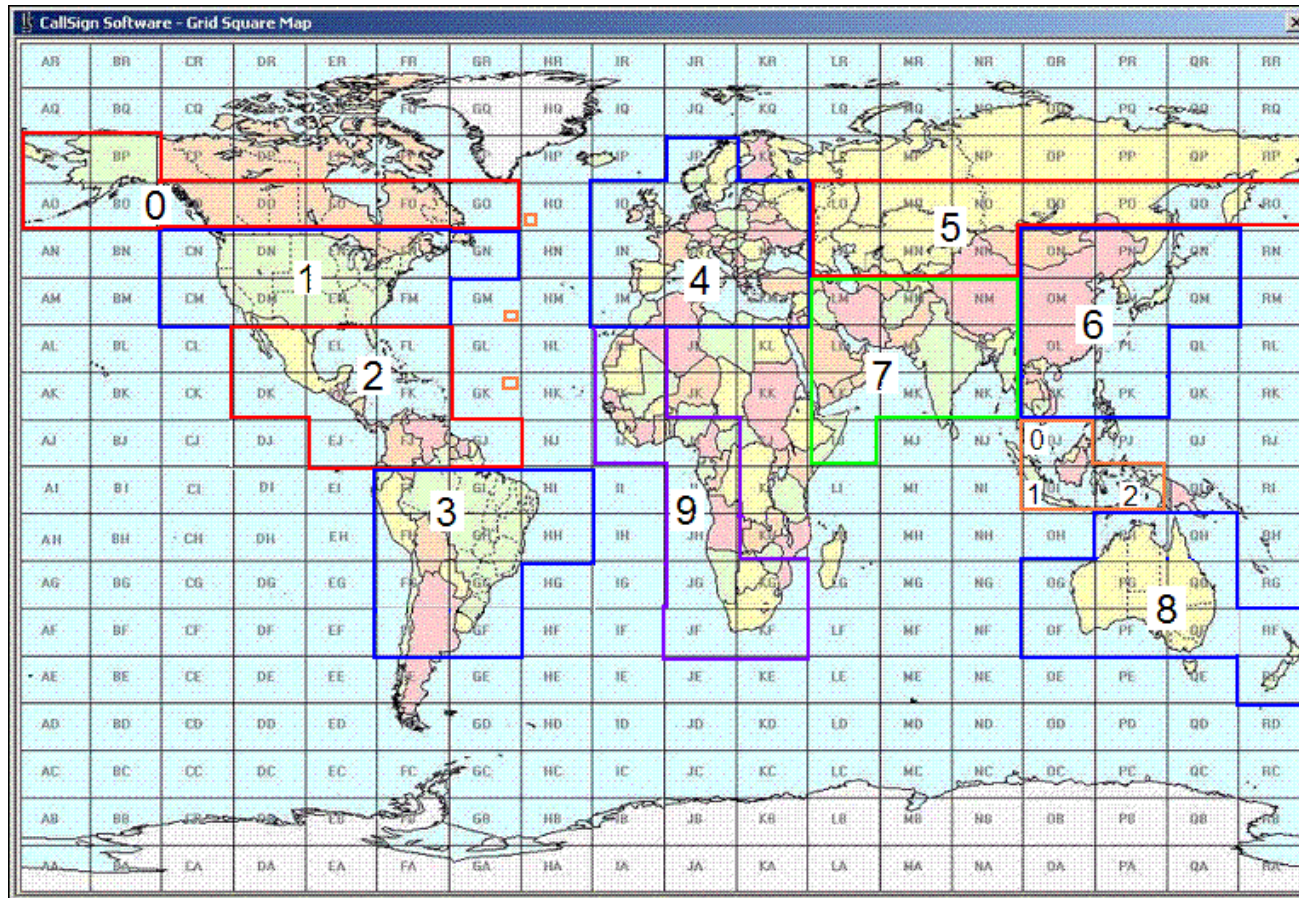 CallSign Software - Grid Square Map
AR BR CR DR ER FR GR HR IR JR KR LR MR NR OR PR QR RR
AQ BQ CQ FQ GQ HQ IQ JQ KQ LQ MQ NQ OQ PQ QQ RQ
BP CP DP HP IP JP MP NP OP PP QP RP
AO BO DO EO FO GO HO IO LO MO NO OO PO QO RO
0 5
AN BN CN DN EN GN HN IN MN ON PN QN RN
1 4
AM BM CM DM EM FM GM HM IM KM LM MM NM OM PM QM RM
6
AL BL CL EL FL GL HL JL KL LL OL PL QL RL
2 7
AK BK CK DK FK GK HK JK KK MK NK PK QK RK
AJ BJ CJ DJ EJ FJ GJ HJ LJ MJ NJ 0 OJ PJ QJ RJ
AI BI CI DI EI GI HI II KI LI MI NI 1 OI 2 QI RI
3 9
AH BH CH DH EH FH GH HH IH JH KH MH NH OH PH QH RH
AG BG CG DG EG FG HG IG JG KG LG MG NG OG PG QG RG
8
AF BF CF DF EF FF GF HF IF JF KF LF MF NF OF PF QF RF
AE BE CE DE EE GE HE IE JE KE LE ME NE OE PE QE
AD BD CD DD ED GD HD ID JD KD LD MD ND OD PD QD RD
AC BC CC DC EC FC GC HC IC JC KC LC MC NC OC PC QC RC
AB BB GB HB IB JB KB LB MB NB OB PB QB RB
AA BA CA DA EA FA GA HA IA JA KA LA MA NA OA PA QA RA